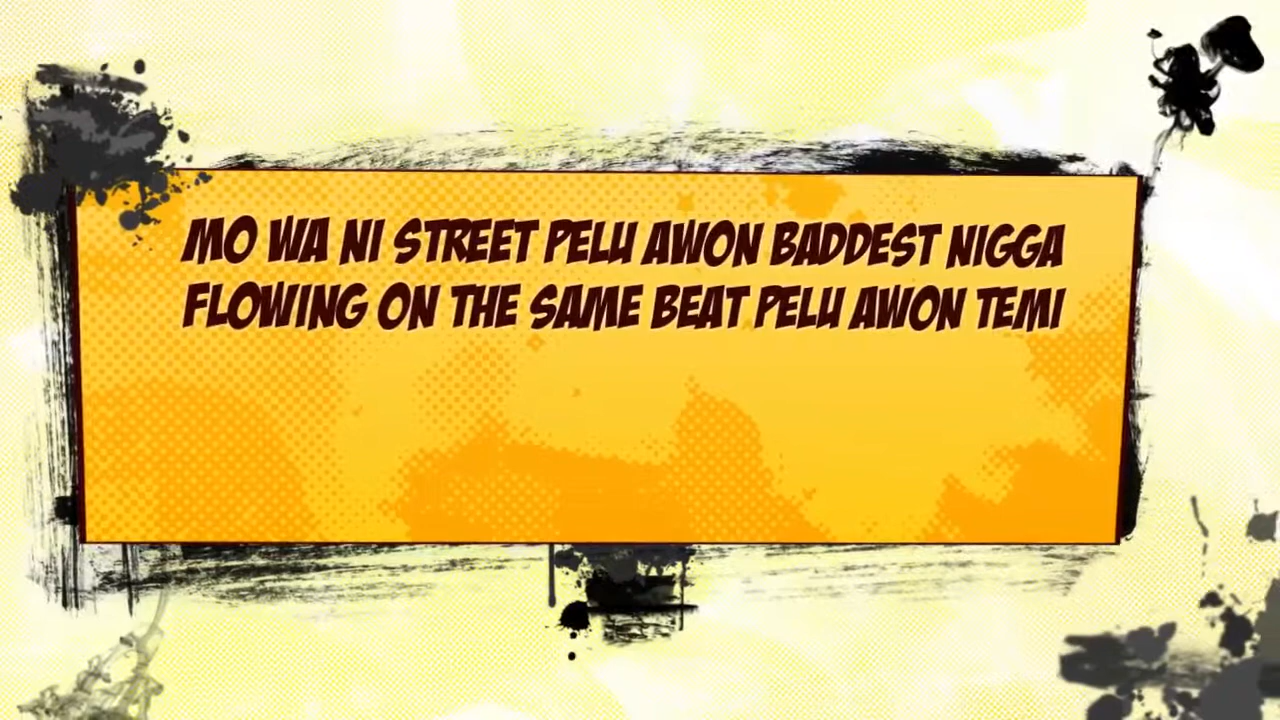 MO WA NI STREET PELU AWON BADDEST NIGGA
FLOWING ON THE SAME BEAT PELU AWON TEMI